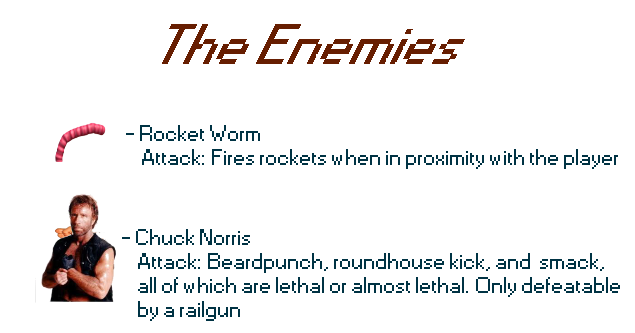 The Enemies
- Rocket Worm
Attack: Fires rockets when in proximity with the player
- Chuck Norris
Attack: Beardpunch, roundhouse kick, and smack,
all of which are lethal or almost lethal. Only defeatable
by a railgun